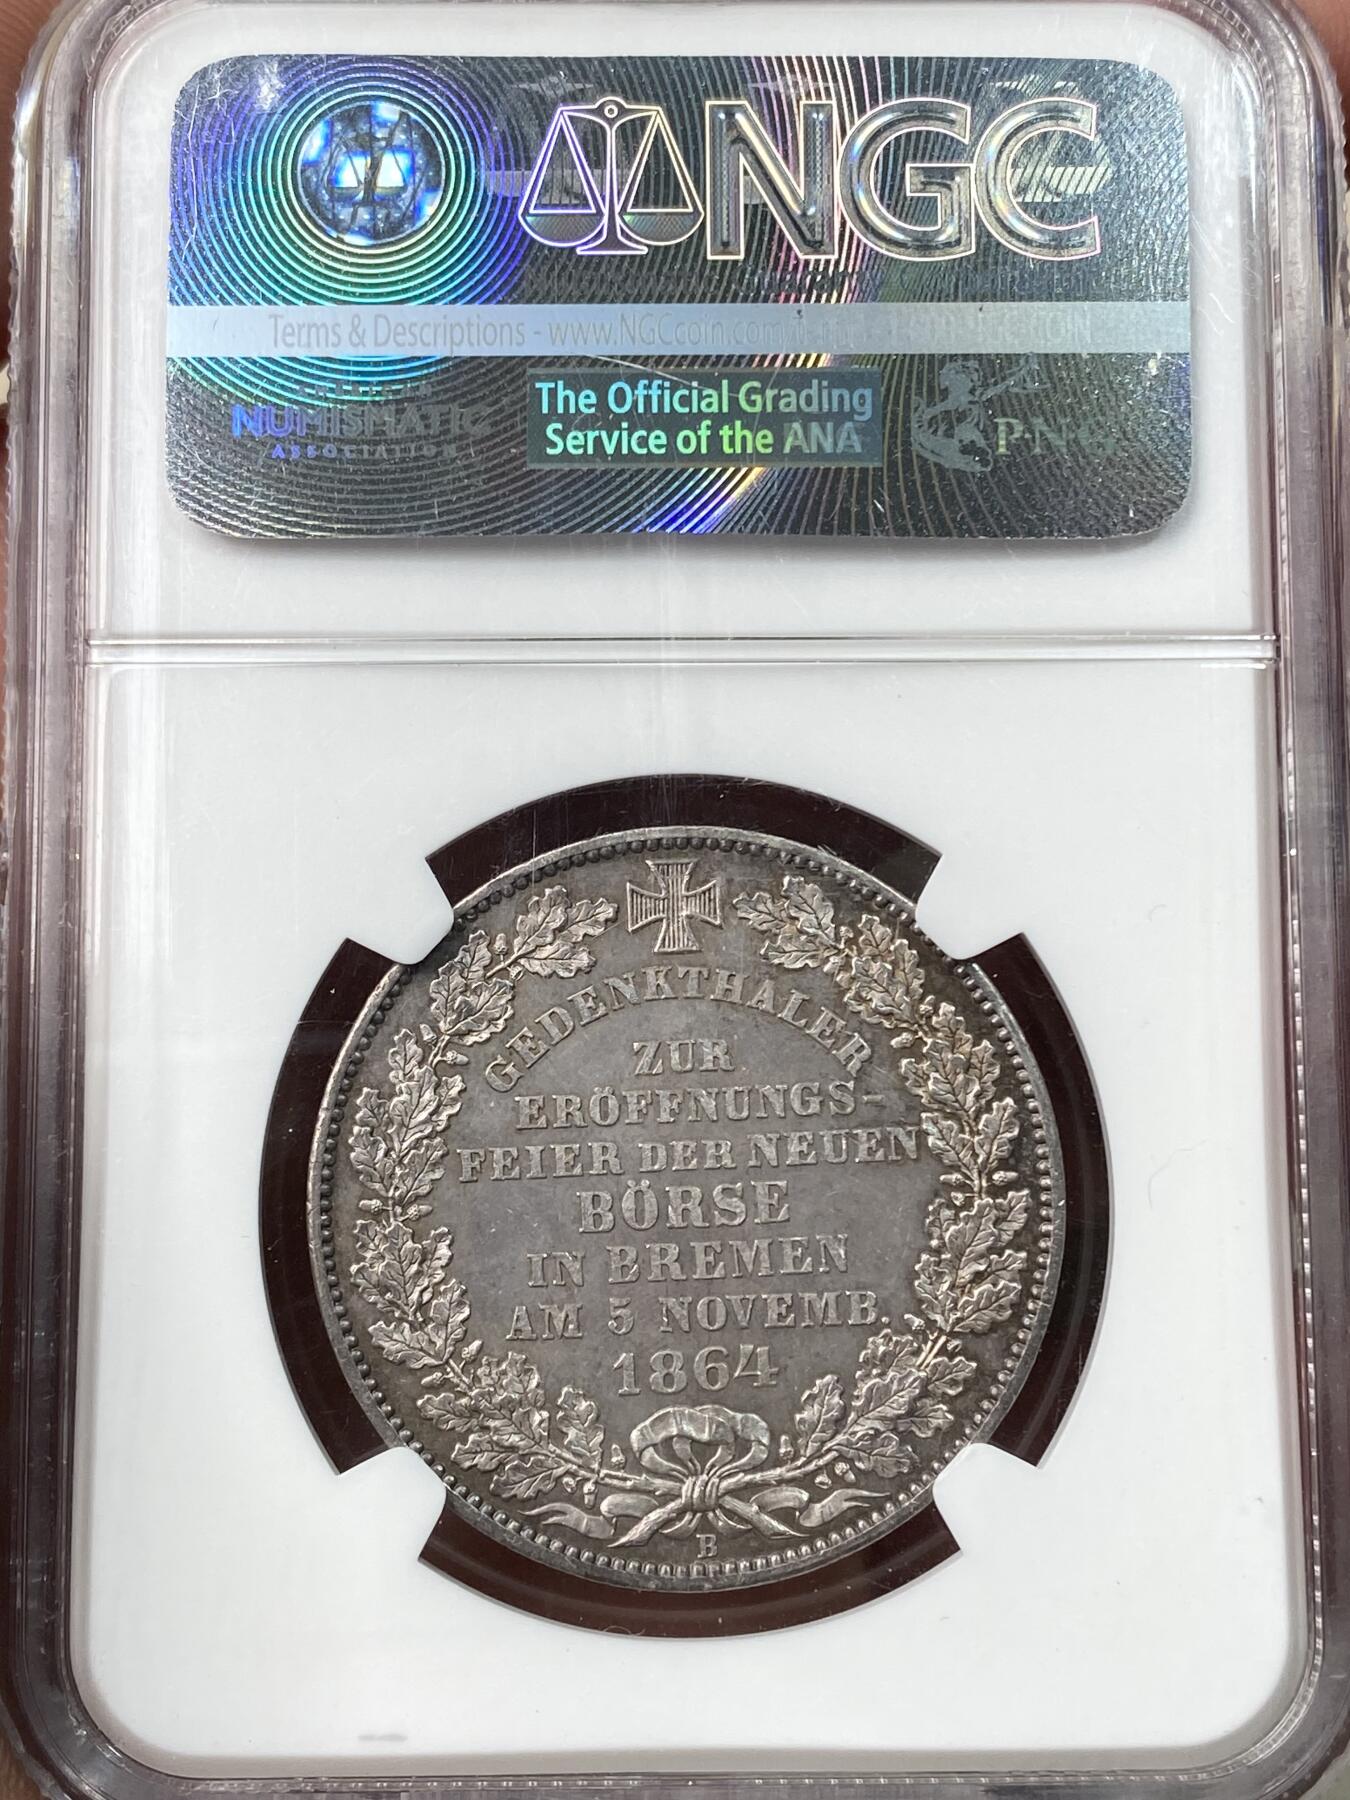 NGC
Terms & Descriptions - www.NGCcoin.com
NUMISMATIC
ASSOCIATION
The Official Grading
Service of the ANA
P·N·G
GEDENKTHALER
ZUR
ERÖFFNUNGS-
FEIER DER NEUEN
BÖRSE
IN BREMEN
AM 5 NOVEMB.
1864
B